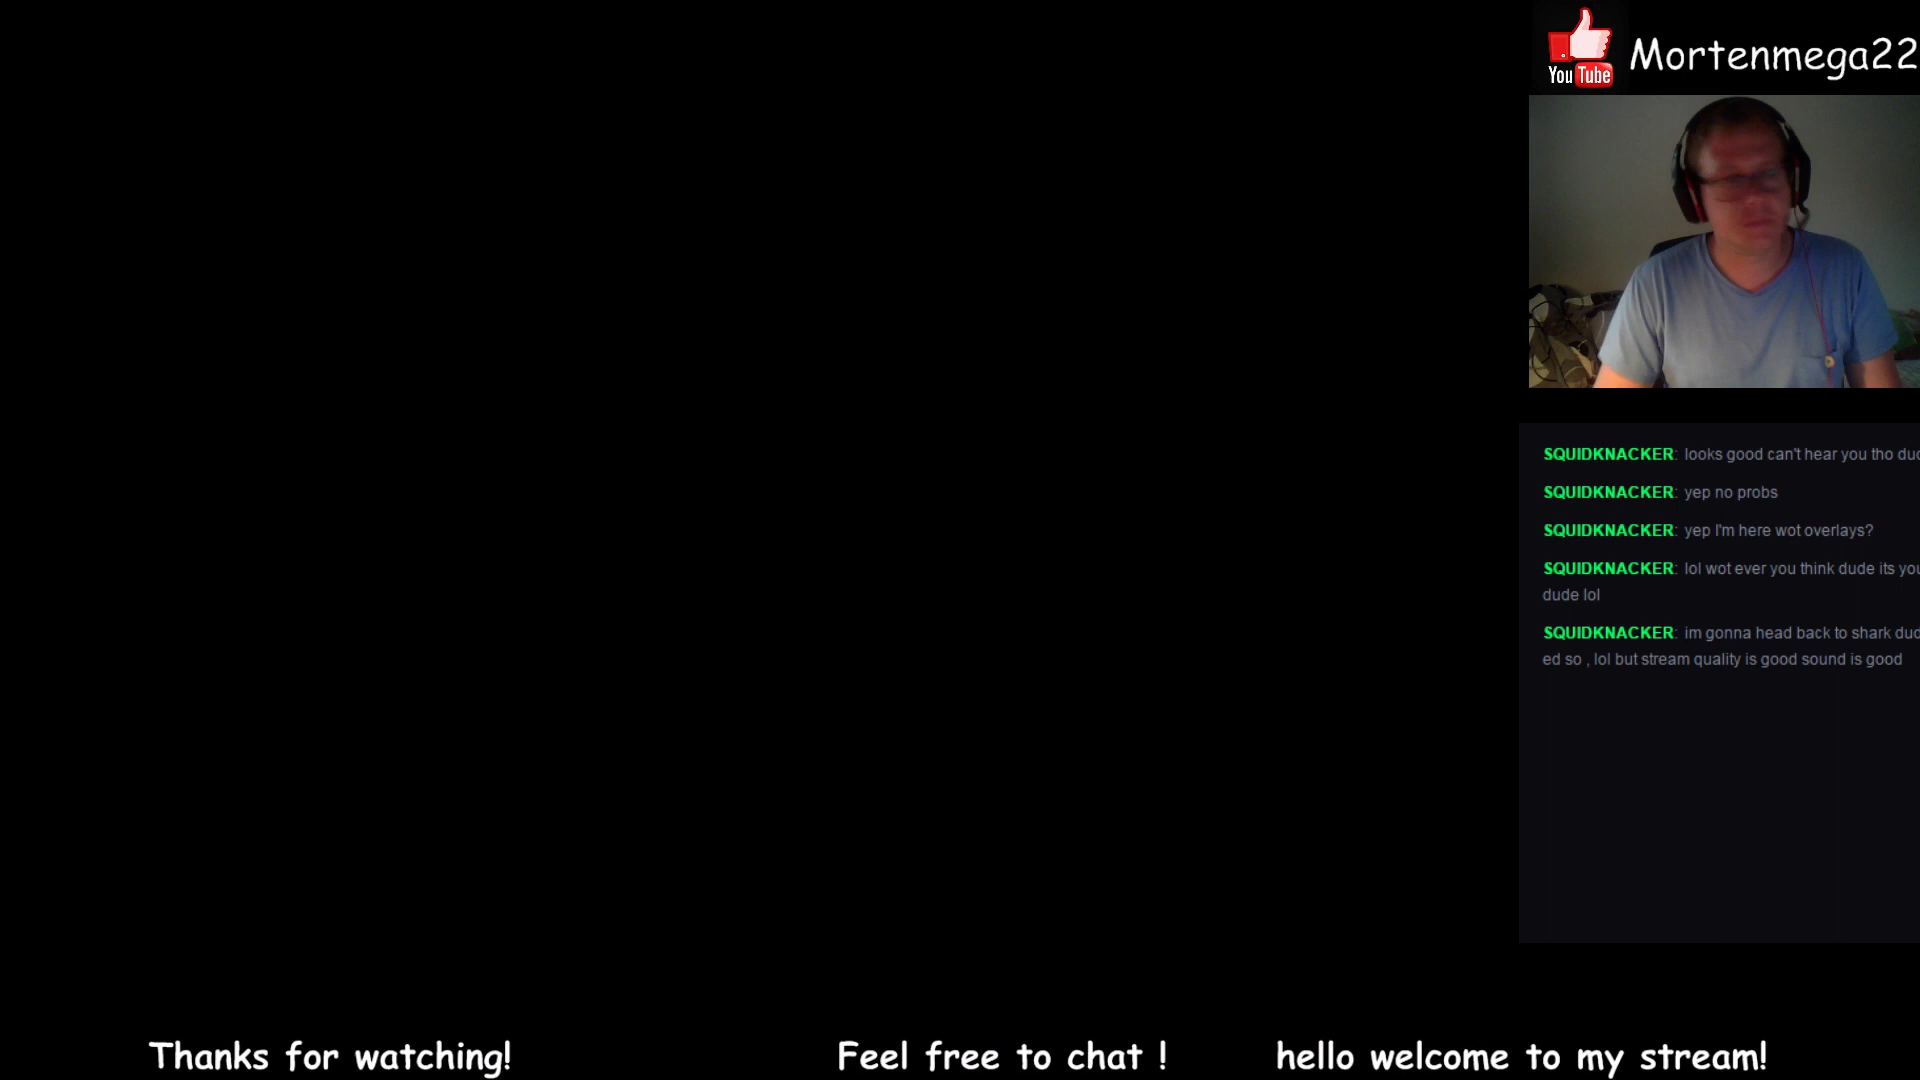 You Tube
Mortenmega22
SQUIDKNACKER: looks good can't hear you tho
SQUIDKNACKER: yep no probs
SQUIDKNACKER: yep I'm here wot overlays?
SQUIDKNACKER: lol wot ever you think dude its
dude lol
SQUIDKNACKER: im gonna head back to shark
ed so , lol but stream quality is good sound is good
Thanks for watching! Feel free to chat ! hello welcome to my stream!